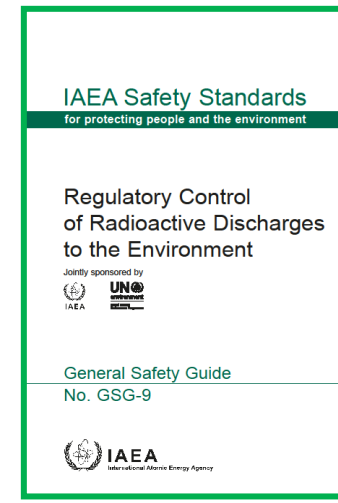 IAEA Safety Standards
for protecting people and the environment
Regulatory Control
of Radioactive Discharges
to the Environment
Jointly sponsored by
IAEA
UN
environment
General Safety Guide
No. GSG-9
IAEA
International Atomic Energy Agency